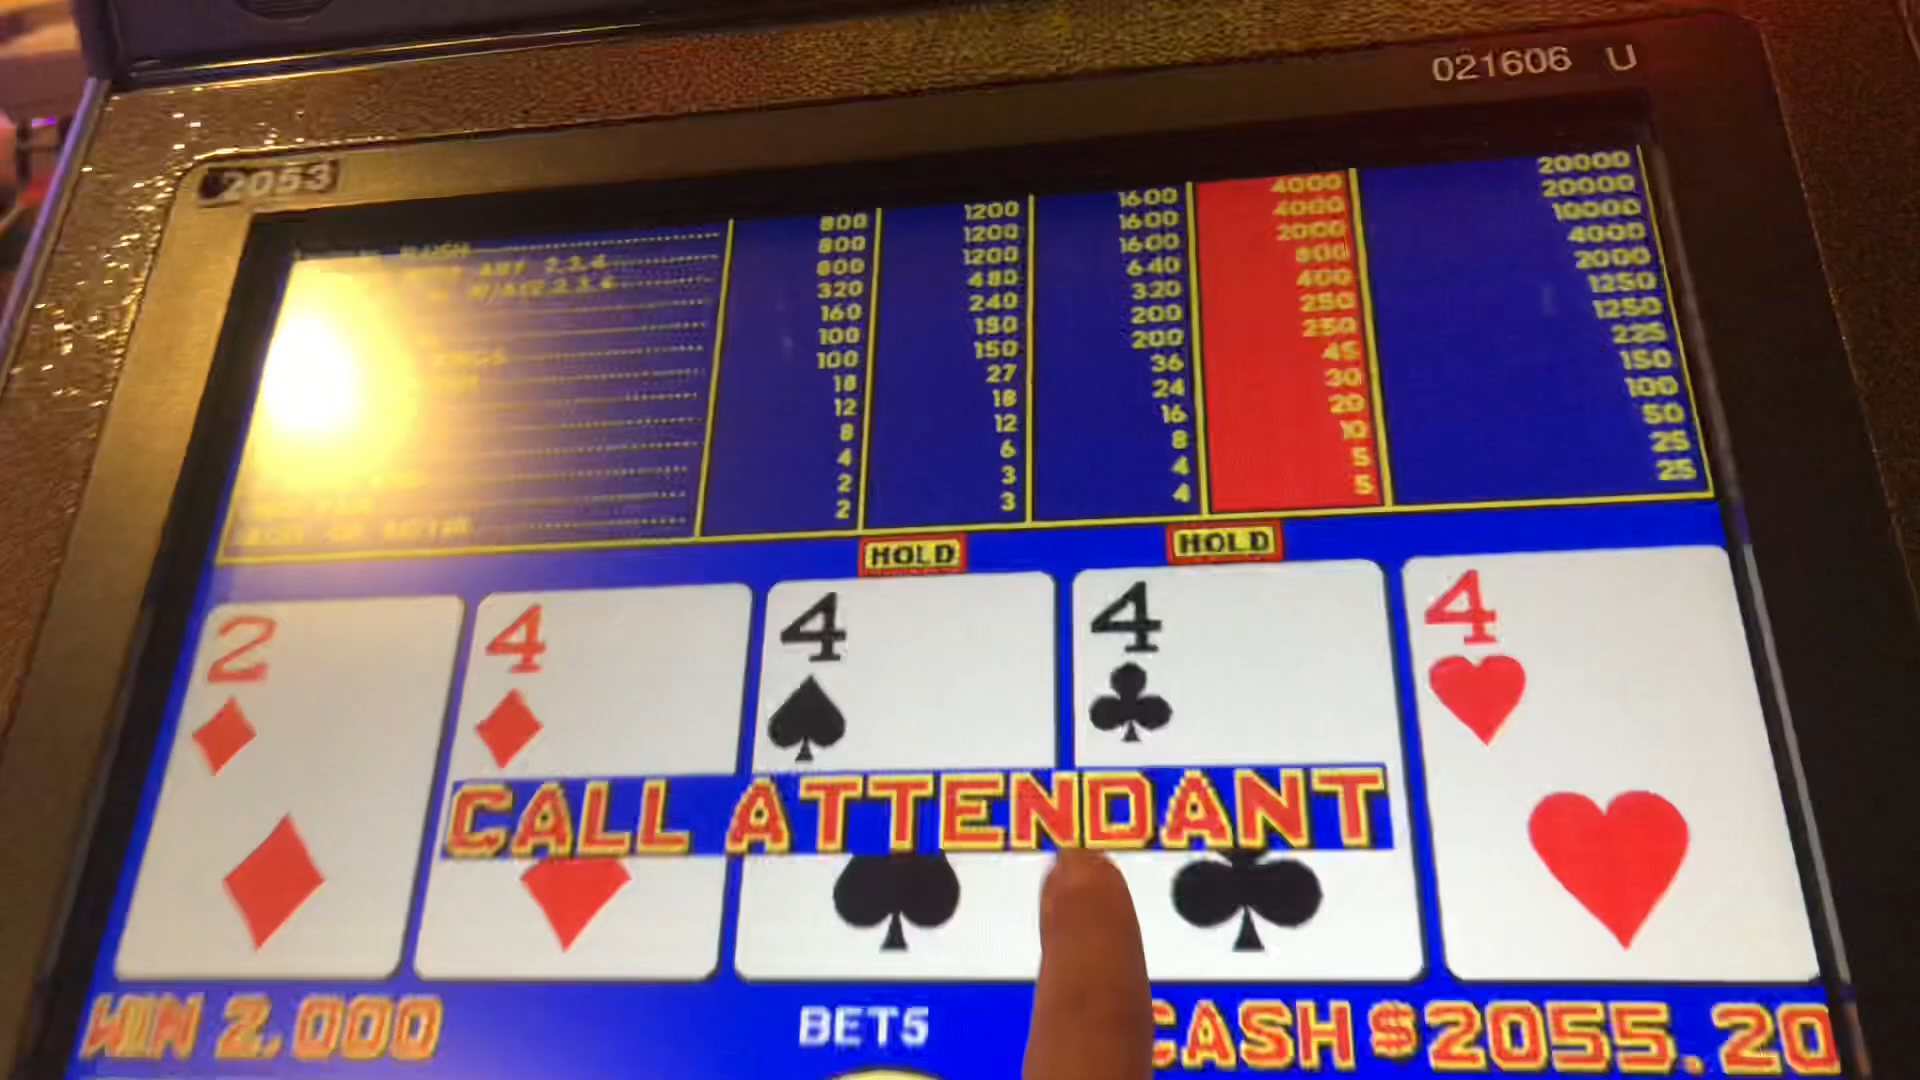 021606 U
2053
800 1200 1600 4000 20000
800 1200 1600 4000 20000
800 1200 1600 2000 10000
320 480 640 800 4000
160 240 320 400 2000
100 150 200 250 1250
100 150 200 250 1250
18 27 36 45 225
12 18 24 30 150
8 12 16 20 100
4 6 8 10 50
2 3 4 5 25
2 3 4 5 25
HOLD HOLD
2 4 4 4 4
CALL ATTENDANT
WIN 2,000 BET5 CASH $2055.20